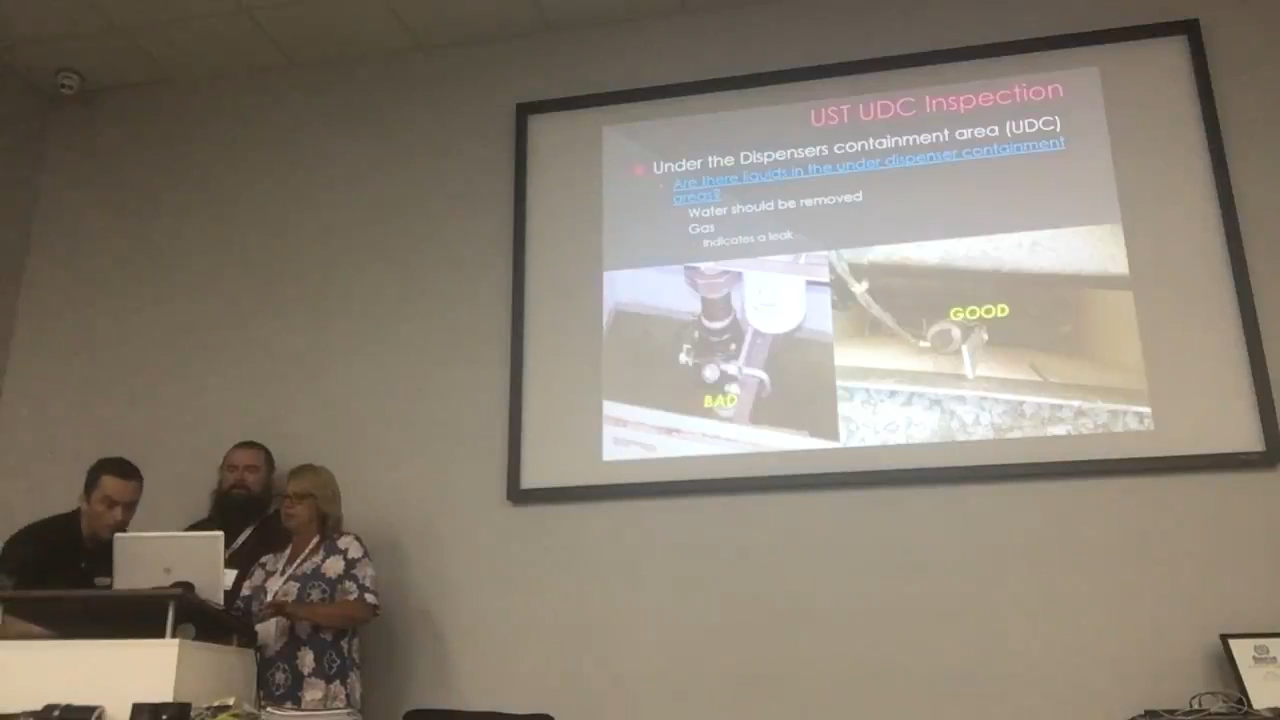 UST UDC Inspection
Under the Dispensers containment area (UDC)
Are there liquids in the under dispenser containment
areas?
Water should be removed
Gas
Indicates a leak
GOOD
BAD